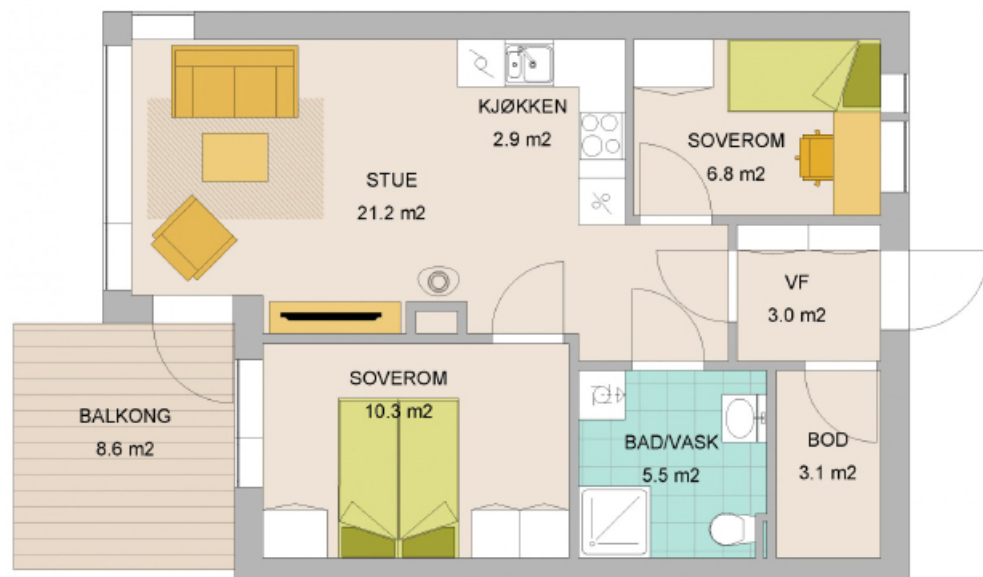 KJØKKEN
2.9 m2
SOVEROM
6.8 m2
STUE
21.2 m2
VF
3.0 m2
SOVEROM
10.3 m2
BALKONG
8.6 m2
BAD/VASK
5.5 m2
BOD
3.1 m2